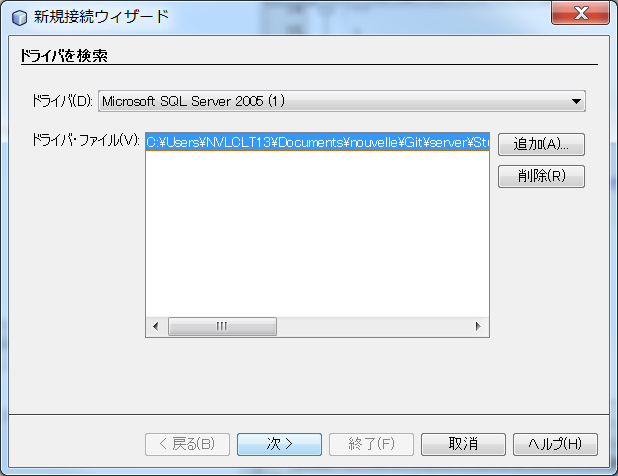 新規接続ウィザード
ドライバを検索
ドライバ(D): Microsoft SQL Server 2005 (1)
ドライバ・ファイル(V): C:¥Users¥NVLCLT13¥Documents¥nouvelle¥Git¥server¥St
追加(A)...
削除(R)
< 戻る(B) 次 > 終了(F) 取消 ヘルプ(H)